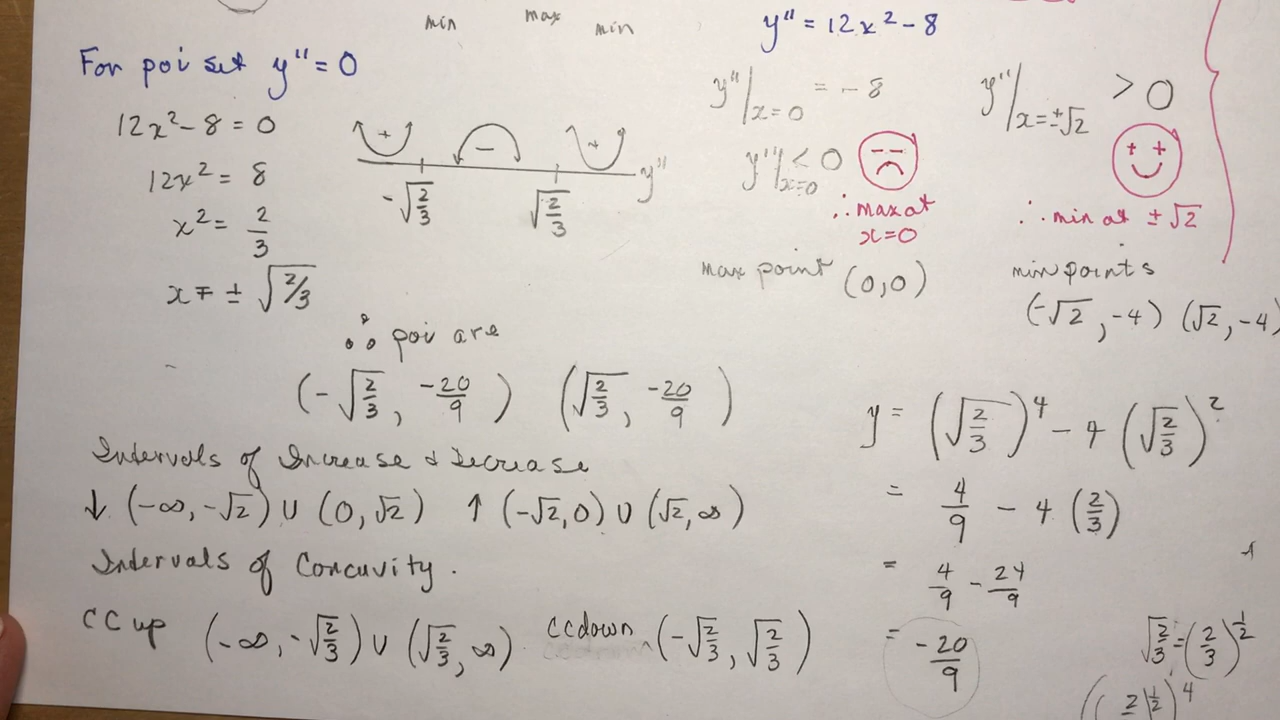 min max min
y'' = 12x² - 8
For poi set y'' = 0
12x² - 8 = 0
12x² = 8
x² = 2/3
x = ± √2/3
+ - + y''
-√2/3 √2/3
y''|x=0 = -8
y''|x=0 < 0
∴ max at
x=0
max point (0,0)
y''|x=±√2 > 0
∴ min at ±√2
min points
(-√2, -4) (√2, -4)
∴ poi are
(-√2/3, -20/9) (√2/3, -20/9)
Intervals of Increase & Decrease
↓ (-∞, -√2) ∪ (0, √2) ↑ (-√2, 0) ∪ (√2, ∞)
Intervals of Concavity.
CC up (-∞, -√2/3) ∪ (√2/3, ∞) CC down (-√2/3, √2/3)
y = (√2/3)⁴ - 4 (√2/3)²
= 4/9 - 4 (2/3)
= 4/9 - 24/9
= -20/9
√2/3 = (2/3)^1/2
((2 ^1/2)^4